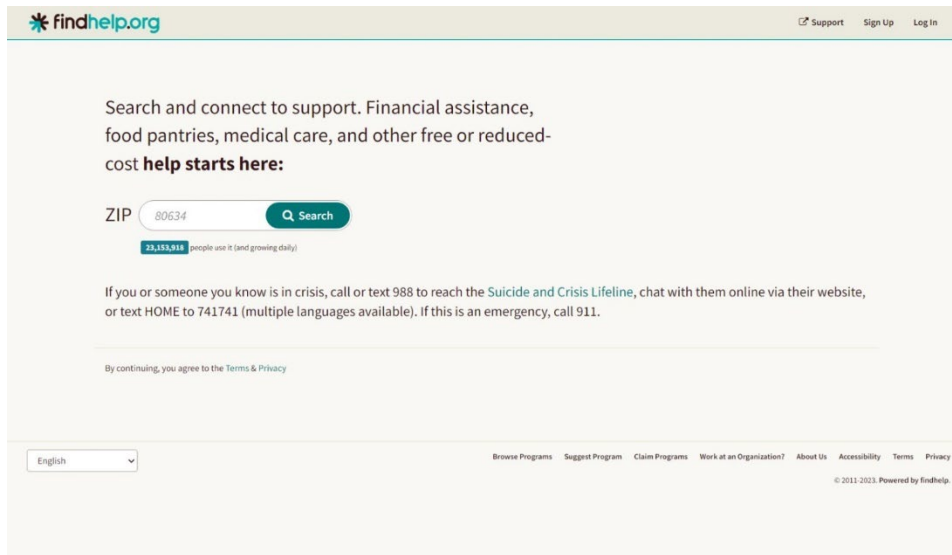 findhelp.org
Support Sign Up Log In
Search and connect to support. Financial assistance,
food pantries, medical care, and other free or reduced-
cost help starts here:
ZIP 80634 Search
23,153,918 people use it (and growing daily)
If you or someone you know is in crisis, call or text 988 to reach the Suicide and Crisis Lifeline, chat with them online via their website,
or text HOME to 741741 (multiple languages available). If this is an emergency, call 911.
By continuing, you agree to the Terms & Privacy
English
Browse Programs Suggest Program Claim Programs Work at an Organization? About Us Accessibility Terms Privacy
© 2011-2023. Powered by findhelp.